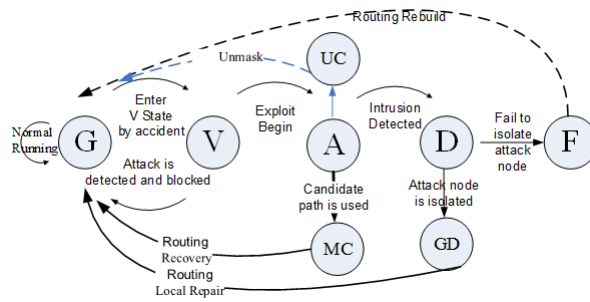 Routing Rebuild
Unmask
UC
Enter
V State
by accident
Exploit
Begin
Intrusion
Detected
Normal
Running
G
V
A
D
F
Fail to
isolate
attack
node
Attack is
detected and blocked
Candidate
path is used
Attack node
is isolated
MC
GD
Routing
Recovery
Routing
Local Repair